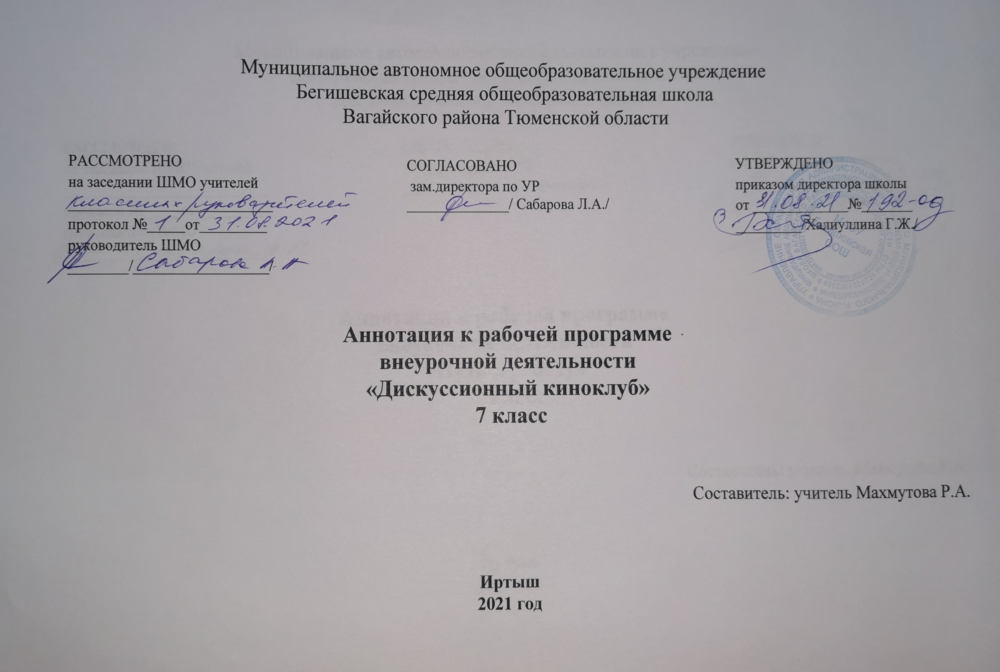 Муниципальное автономное общеобразовательное учреждение
Бегишевская средняя общеобразовательная школа
Вагайского района Тюменской области
РАССМОТРЕНО
на заседании ШМО учителей
классных руководителей
протокол № 1 от 31.08.2021
руководитель ШМО
/ Сабарова
СОГЛАСОВАНО
зам.директора по УР
/ Сабарова Л.А./
УТВЕРЖДЕНО
приказом директора школы
от 31.08.21 № 192-од
/Халиуллина Г.Ж./
МАОУ
Бегишевская
СОШ
Аннотация к рабочей программе
внеурочной деятельности
«Дискуссионный киноклуб»
7 класс
Составитель: учитель Махмутова Р.А.
Иртыш
2021 год